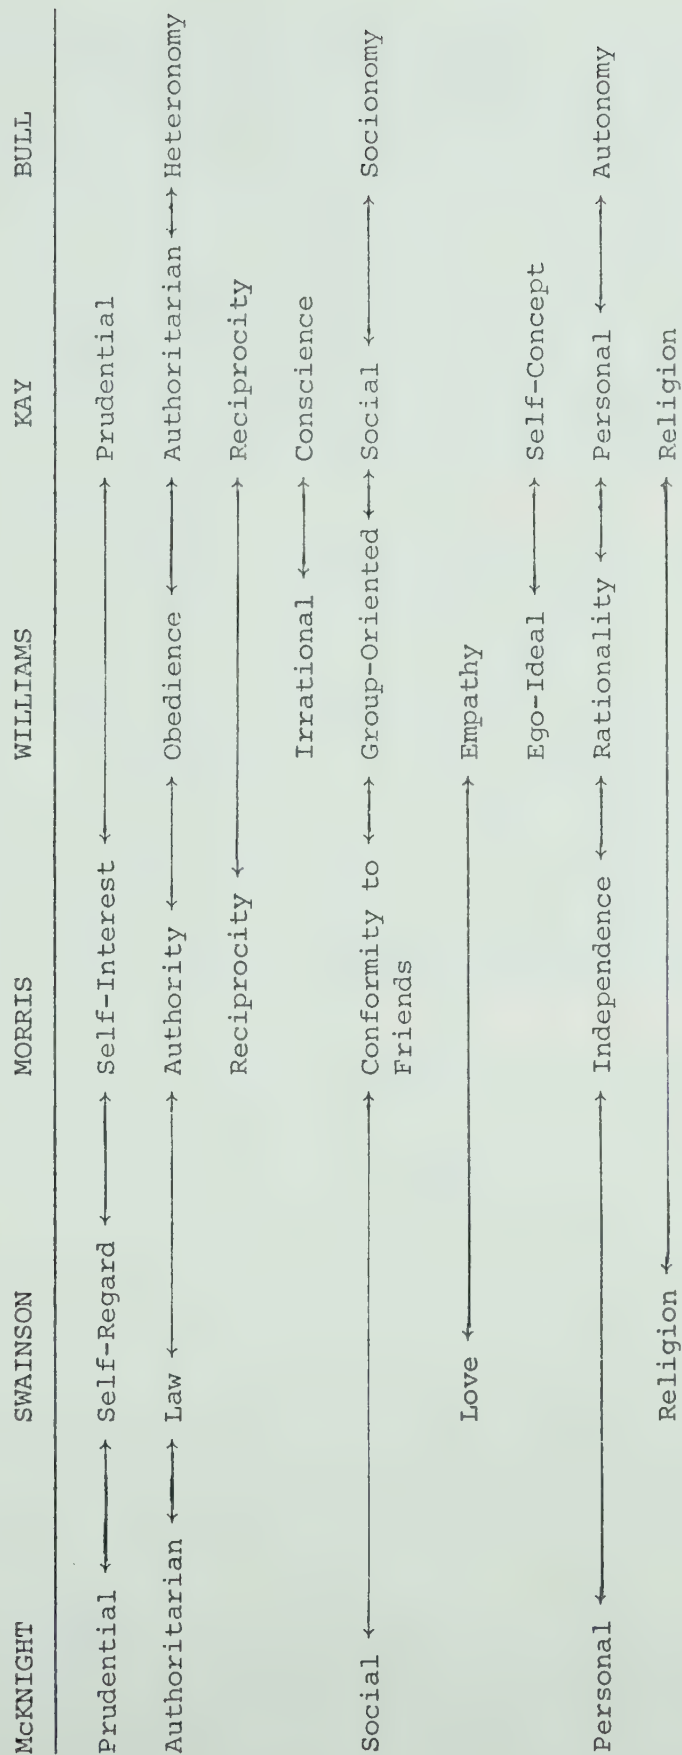 McKNIGHT SWAINSON MORRIS WILLIAMS KAY BULL
Prudential ←→ Self-Regard ←→ Self-Interest ←→ Prudential
Authoritarian ←→ Law ←→ Authority ←→ Obedience ←→ Authoritarian ←→ Heteronomy
Reciprocity ←→ Reciprocity
Irrational ←→ Conscience
Social ←→ Conformity to ←→ Group-Oriented ←→ Social ←→ Socionomy
Friends
Love ←→ Empathy
Ego-Ideal ←→ Self-Concept
Personal ←→ Independence ←→ Rationality ←→ Personal ←→ Autonomy
Religion ←→ Religion